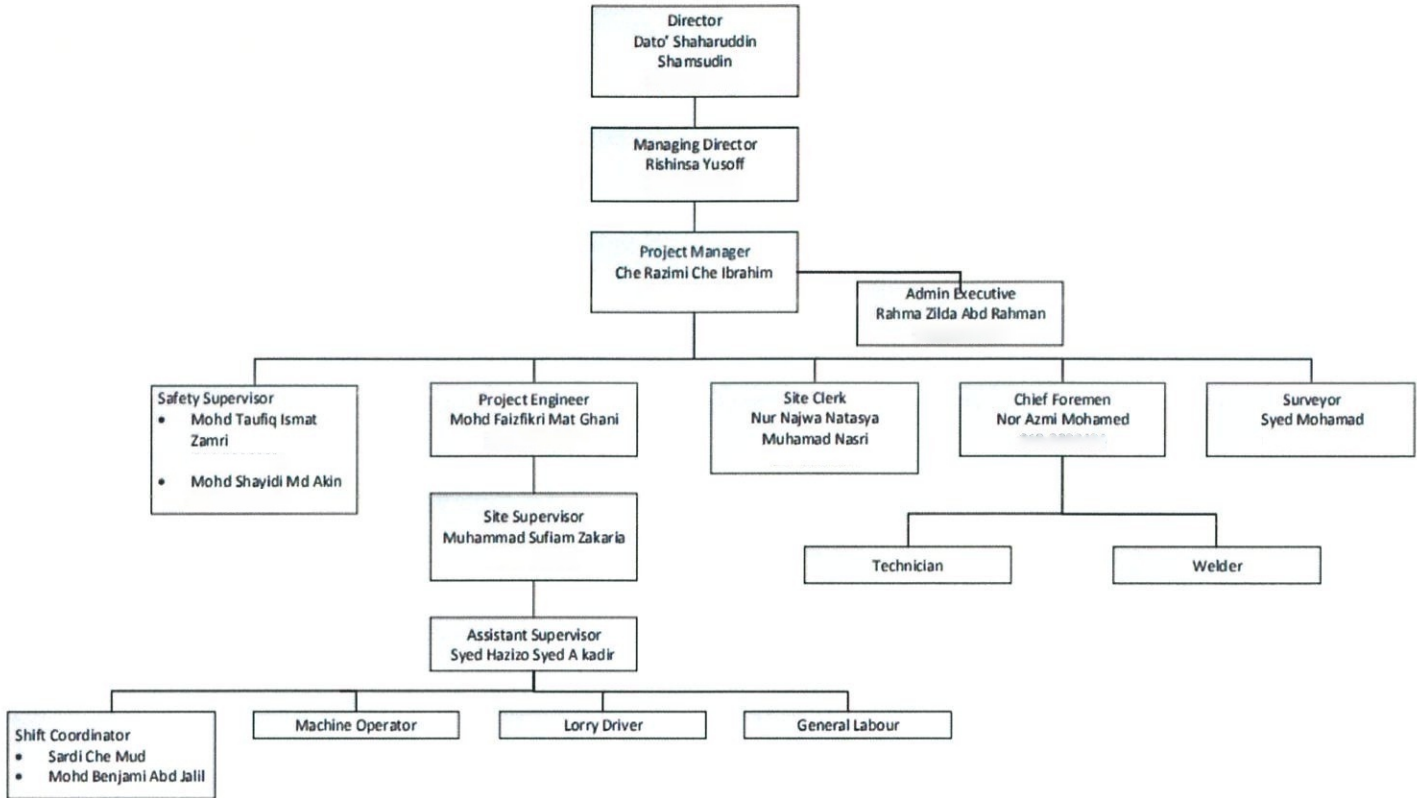 Director
Dato' Shaharuddin
Shamsudin
Managing Director
Rishinsa Yusoff
Project Manager
Che Razimi Che Ibrahim
Admin Executive
Rahma Zilda Abd Rahman
Safety Supervisor
• Mohd Taufiq Ismat
Zamri
• Mohd Shayidi Md Akin
Project Engineer
Mohd Faizfikri Mat Ghani
Site Clerk
Nur Najwa Natasya
Muhamad Nasri
Chief Foremen
Nor Azmi Mohamed
Surveyor
Syed Mohamad
Site Supervisor
Muhammad Sufiam Zakaria
Technician
Welder
Assistant Supervisor
Syed Hazizo Syed A kadir
Shift Coordinator
• Sardi Che Mud
• Mohd Benjami Abd Jalil
Machine Operator
Lorry Driver
General Labour